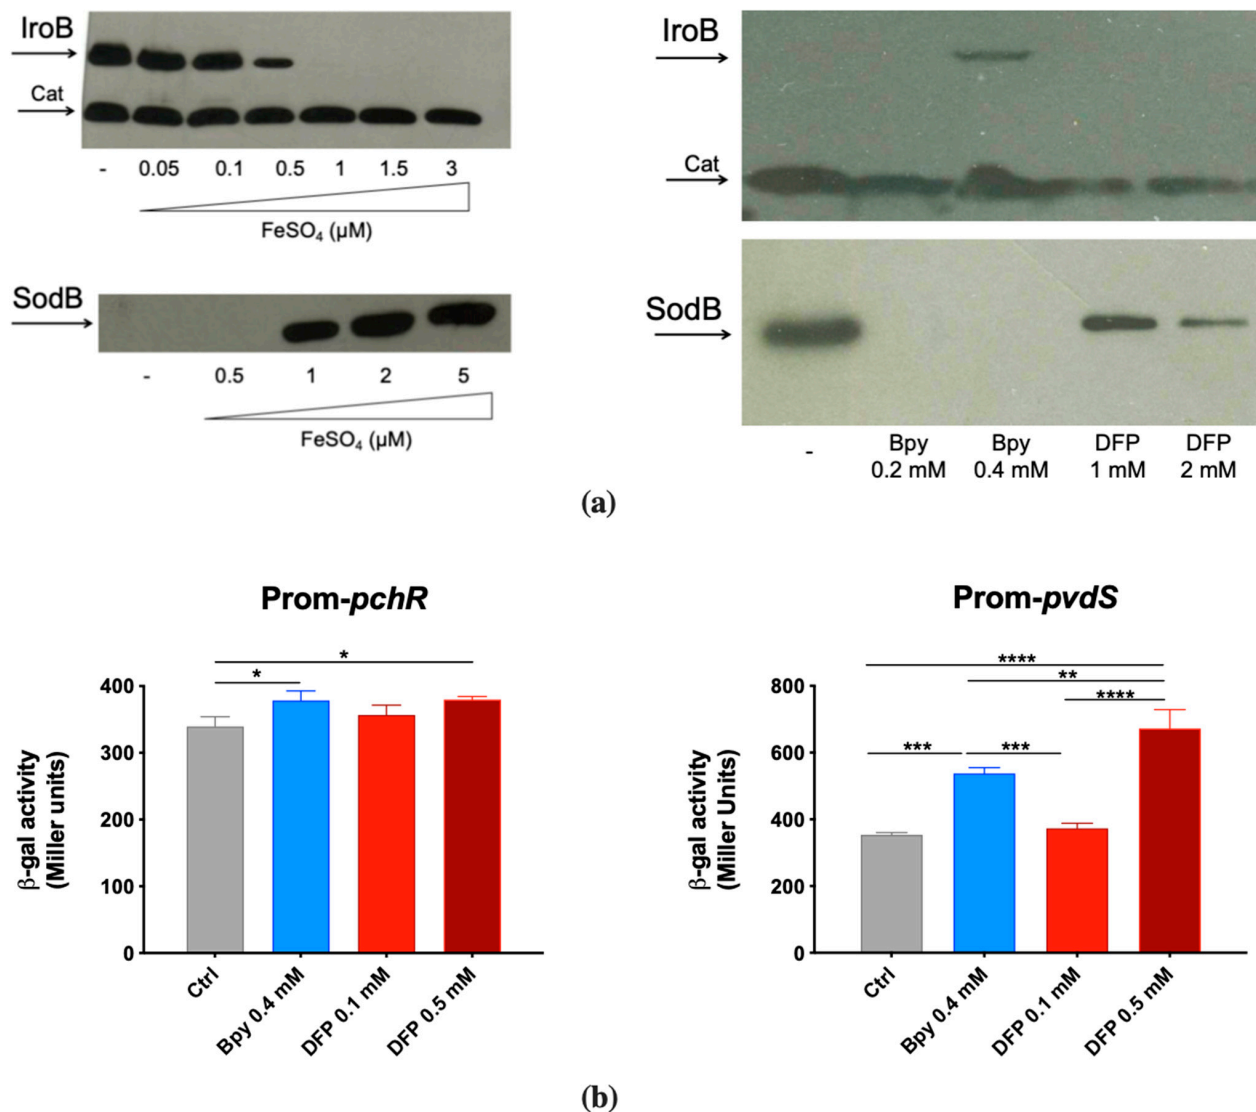 IroB
Cat
- 0.05 0.1 0.5 1 1.5 3
FeSO₄ (µM)
SodB
- 0.5 1 2 5
FeSO₄ (µM)
IroB
Cat
SodB
- Bpy 0.2 mM Bpy 0.4 mM DFP 1 mM DFP 2 mM
(a)
Prom-pchR
*
*
400
300
200
100
0
β-gal activity
(Miller units)
Ctrl
Bpy 0.4 mM
DFP 0.1 mM
DFP 0.5 mM
Prom-pvdS
****
**
****
*** ***
800
600
400
200
0
β-gal activity
(Miller Units)
Ctrl
Bpy 0.4 mM
DFP 0.1 mM
DFP 0.5 mM
(b)